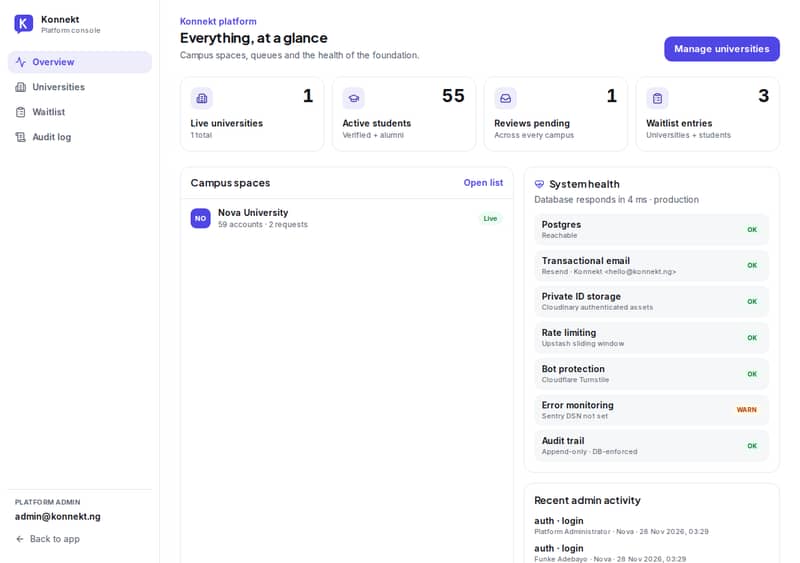 Konnekt
Platform console
Overview
Universities
Waitlist
Audit log
PLATFORM ADMIN
admin@konnekt.ng
Back to app
Konnekt platform
Everything, at a glance
Campus spaces, queues and the health of the foundation.
Manage universities
1
Live universities
1 total
55
Active students
Verified + alumni
1
Reviews pending
Across every campus
3
Waitlist entries
Universities + students
Campus spaces
Open list
NO
Nova University
59 accounts · 2 requests
Live
System health
Database responds in 4 ms · production
Postgres
Reachable
OK
Transactional email
Resend · Konnekt <hello@konnekt.ng>
OK
Private ID storage
Cloudinary authenticated assets
OK
Rate limiting
Upstash sliding window
OK
Bot protection
Cloudflare Turnstile
OK
Error monitoring
Sentry DSN not set
WARN
Audit trail
Append-only · DB-enforced
OK
Recent admin activity
auth · login
Platform Administrator · Nova · 28 Nov 2026, 03:29
auth · login
Funke Adebayo · Nova · 28 Nov 2026, 03:29